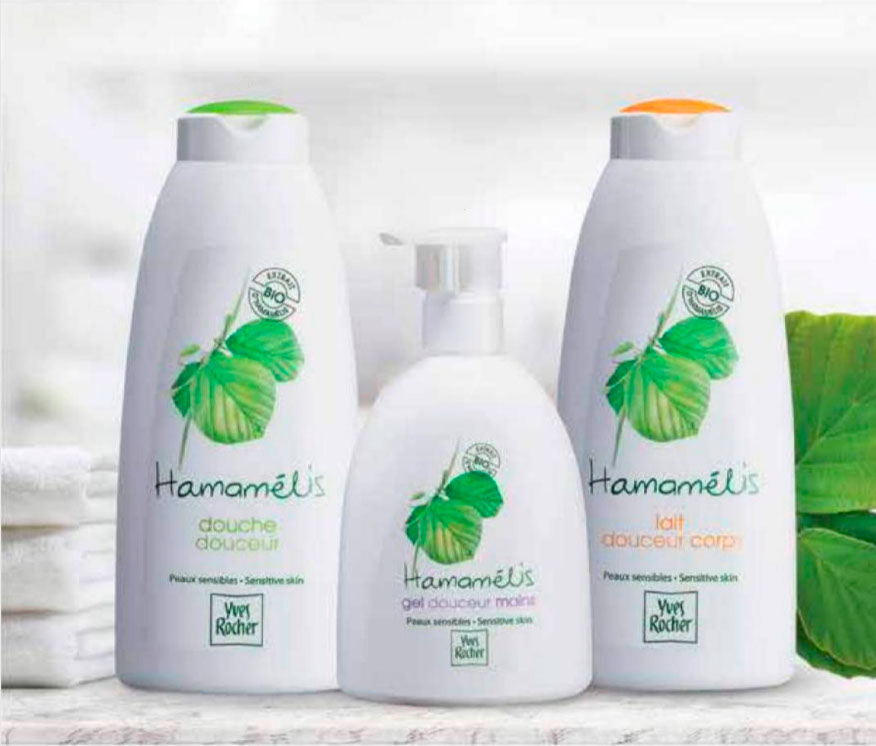 EXTRAIT
BIO
D'HAMAMÉLIS
Hamamélis
douche
douceur
Peaux sensibles - Sensitive skin
Yves
Rocher
EXTRAIT
BIO
Hamamélis
gel douceur mains
Peaux sensibles - Sensitive skin
Yves
Rocher
EXTRAIT
BIO
D'HAMAMÉLIS
Hamamélis
lait
douceur corps
Peaux sensibles - Sensitive skin
Yves
Rocher